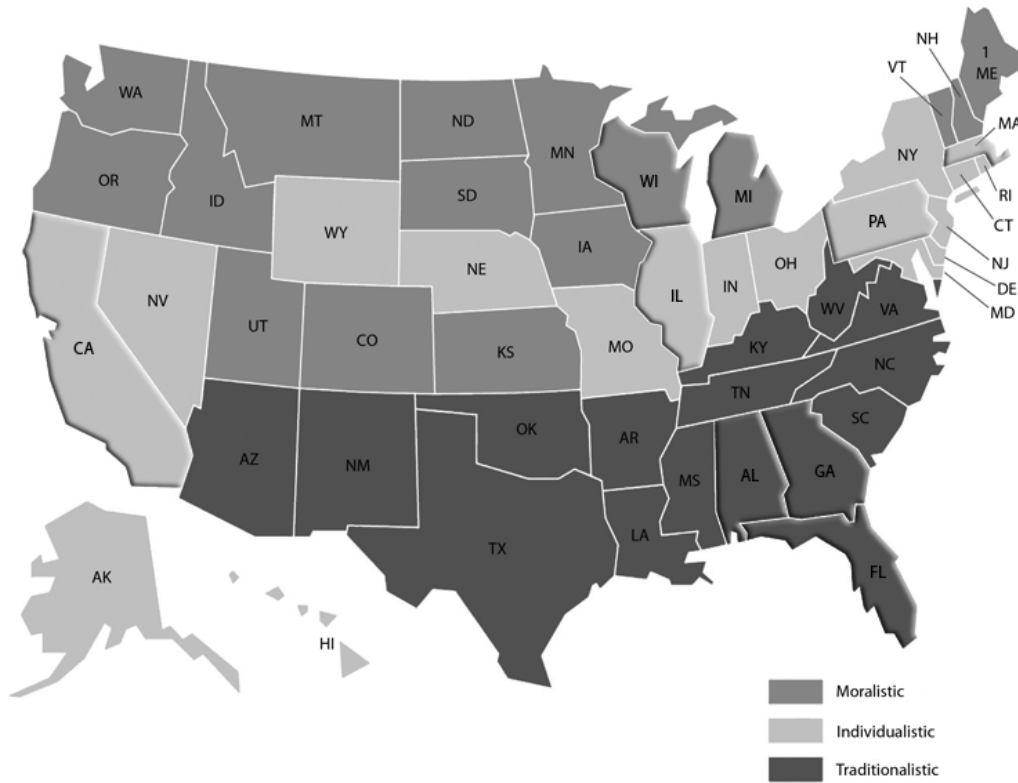 NH
1
ME
VT
WA
MT
ND
MN
MA
NY
OR
ID
SD
WI
MI
RI
CT
WY
IA
PA
NE
OH
NJ
NV
IL
IN
DE
UT
CO
WV
VA
MD
CA
KS
MO
KY
NC
TN
OK
AR
SC
AZ
NM
MS
AL
GA
LA
TX
FL
AK
HI
Moralistic
Individualistic
Traditionalistic